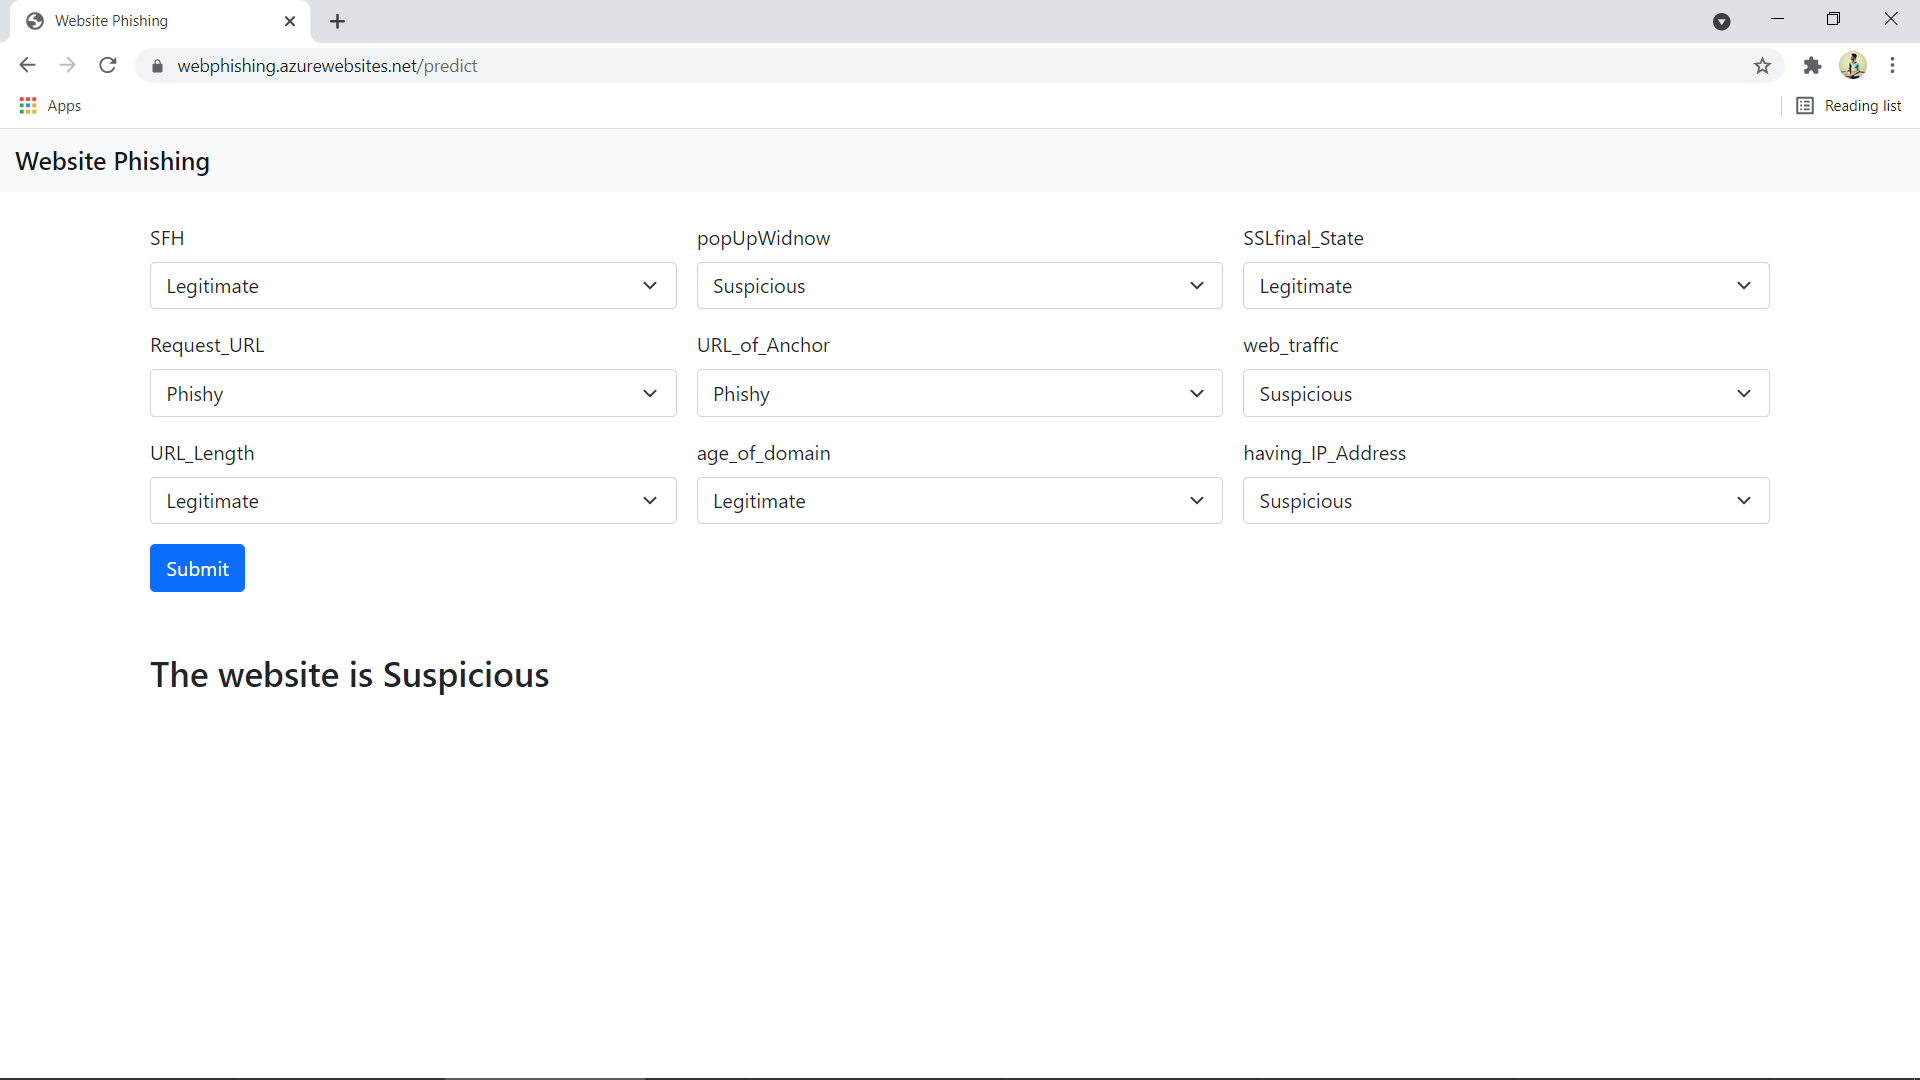 Website Phishing
webphishing.azurewebsites.net/predict
Apps
Reading list
Website Phishing
SFH popUpWidnow SSLfinal_State
Legitimate Suspicious Legitimate
Request_URL URL_of_Anchor web_traffic
Phishy Phishy Suspicious
URL_Length age_of_domain having_IP_Address
Legitimate Legitimate Suspicious
Submit
The website is Suspicious